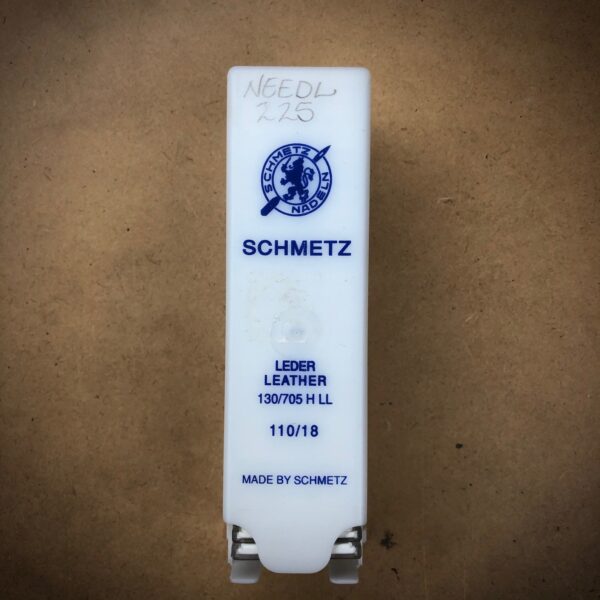 NEEDL
225
SCHMETZ
NADELN
SCHMETZ
LEDER
LEATHER
130/705 H LL
110/18
MADE BY SCHMETZ